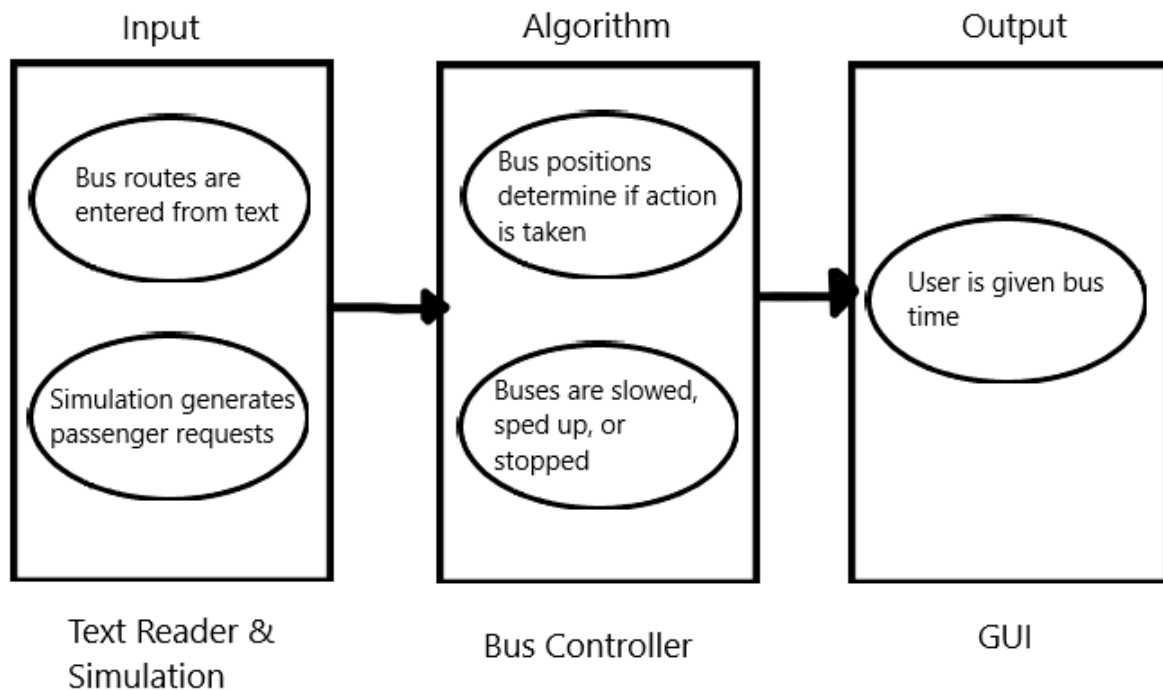 Input
Algorithm
Output
Bus routes are
entered from text
Simulation generates
passenger requests
Bus positions
determine if action
is taken
Buses are slowed,
sped up, or
stopped
User is given bus
time
Text Reader &
Simulation
Bus Controller
GUI